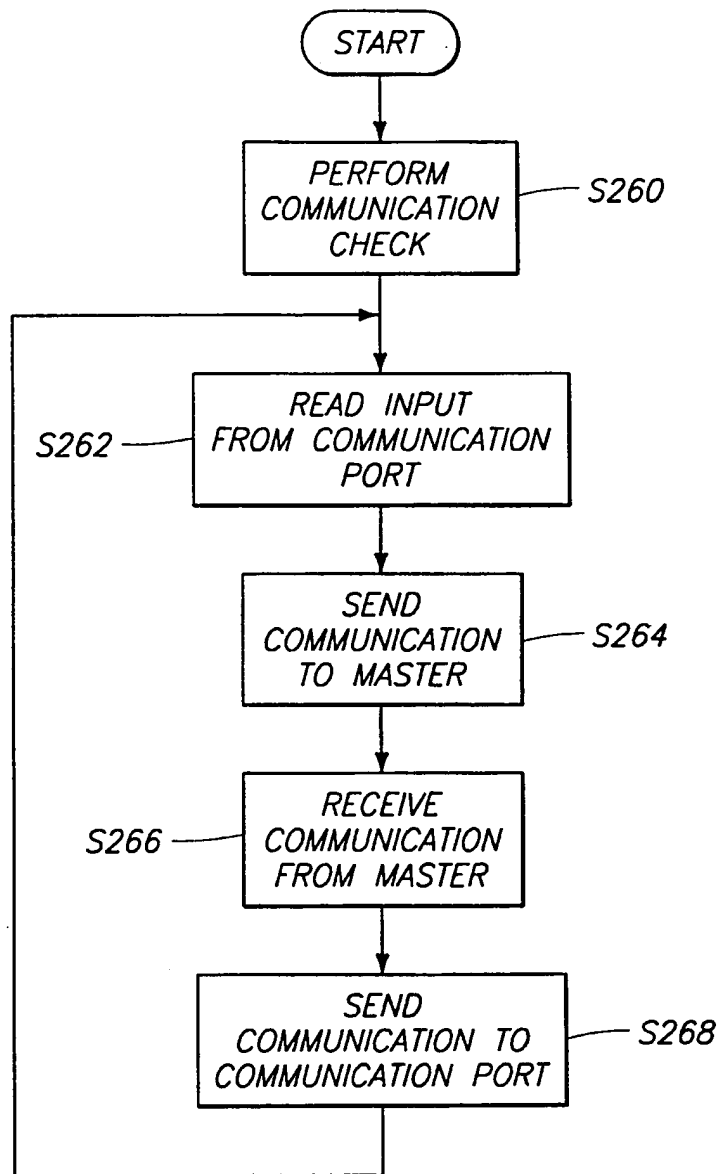 START
PERFORM
COMMUNICATION
CHECK
S260
READ INPUT
FROM COMMUNICATION
PORT
S262
SEND
COMMUNICATION
TO MASTER
S264
RECEIVE
COMMUNICATION
FROM MASTER
S266
SEND
COMMUNICATION TO
COMMUNICATION PORT
S268